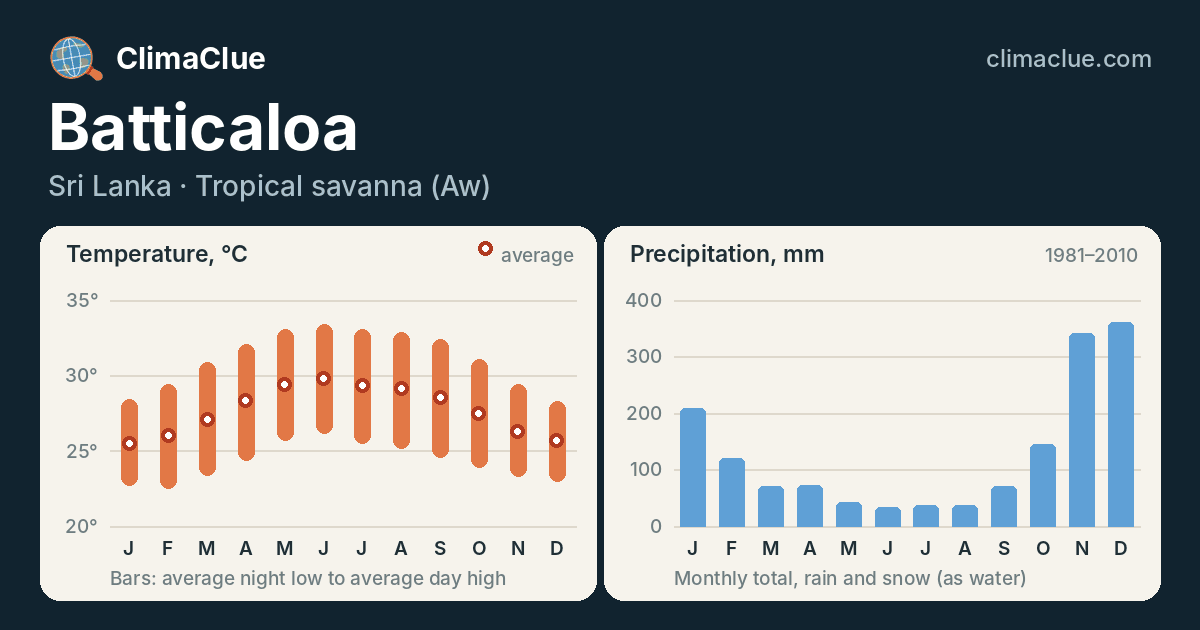 ClimaClue
climaclue.com
Batticaloa
Sri Lanka · Tropical savanna (Aw)
Temperature, °C
average
35°
30°
25°
20°
J F M A M J J A S O N D
Bars: average night low to average day high
Precipitation, mm
1981–2010
400
300
200
100
0
J F M A M J J A S O N D
Monthly total, rain and snow (as water)